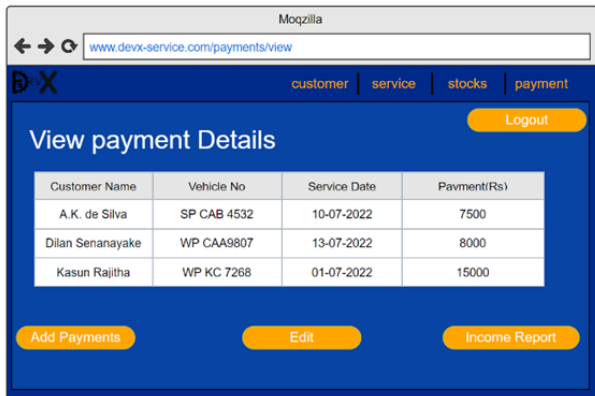 Moqzilla
www.devx-service.com/payments/view
DevX customer service stocks payment
Logout
View payment Details
Customer Name Vehicle No Service Date Payment(Rs)
A.K. de Silva SP CAB 4532 10-07-2022 7500
Dilan Senanayake WP CAA9807 13-07-2022 8000
Kasun Rajitha WP KC 7268 01-07-2022 15000
Add Payments Edit Income Report